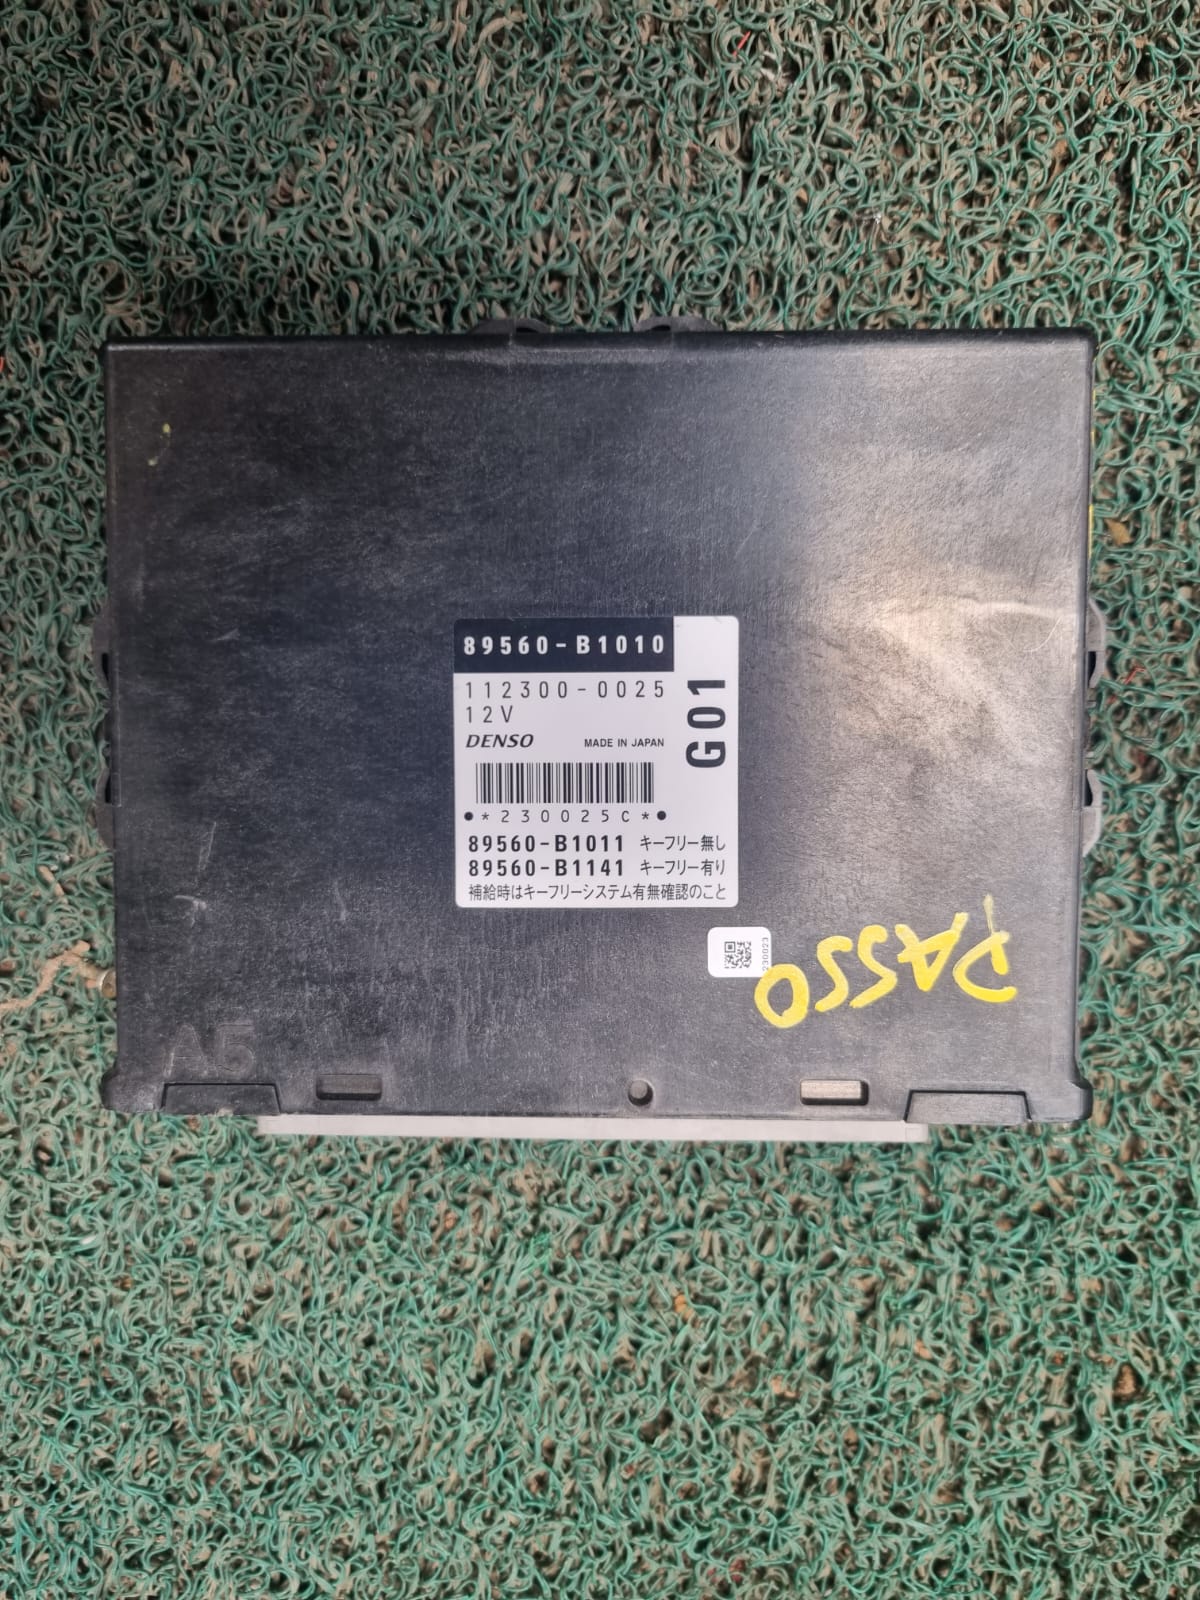 89560-B1010
112300-0025
12V
DENSO MADE IN JAPAN
G01
*230025C*
89560-B1011 キーフリー無し
89560-B1141 キーフリー有り
補給時はキーフリーシステム有無確認のこと
230023
PASSO
A5